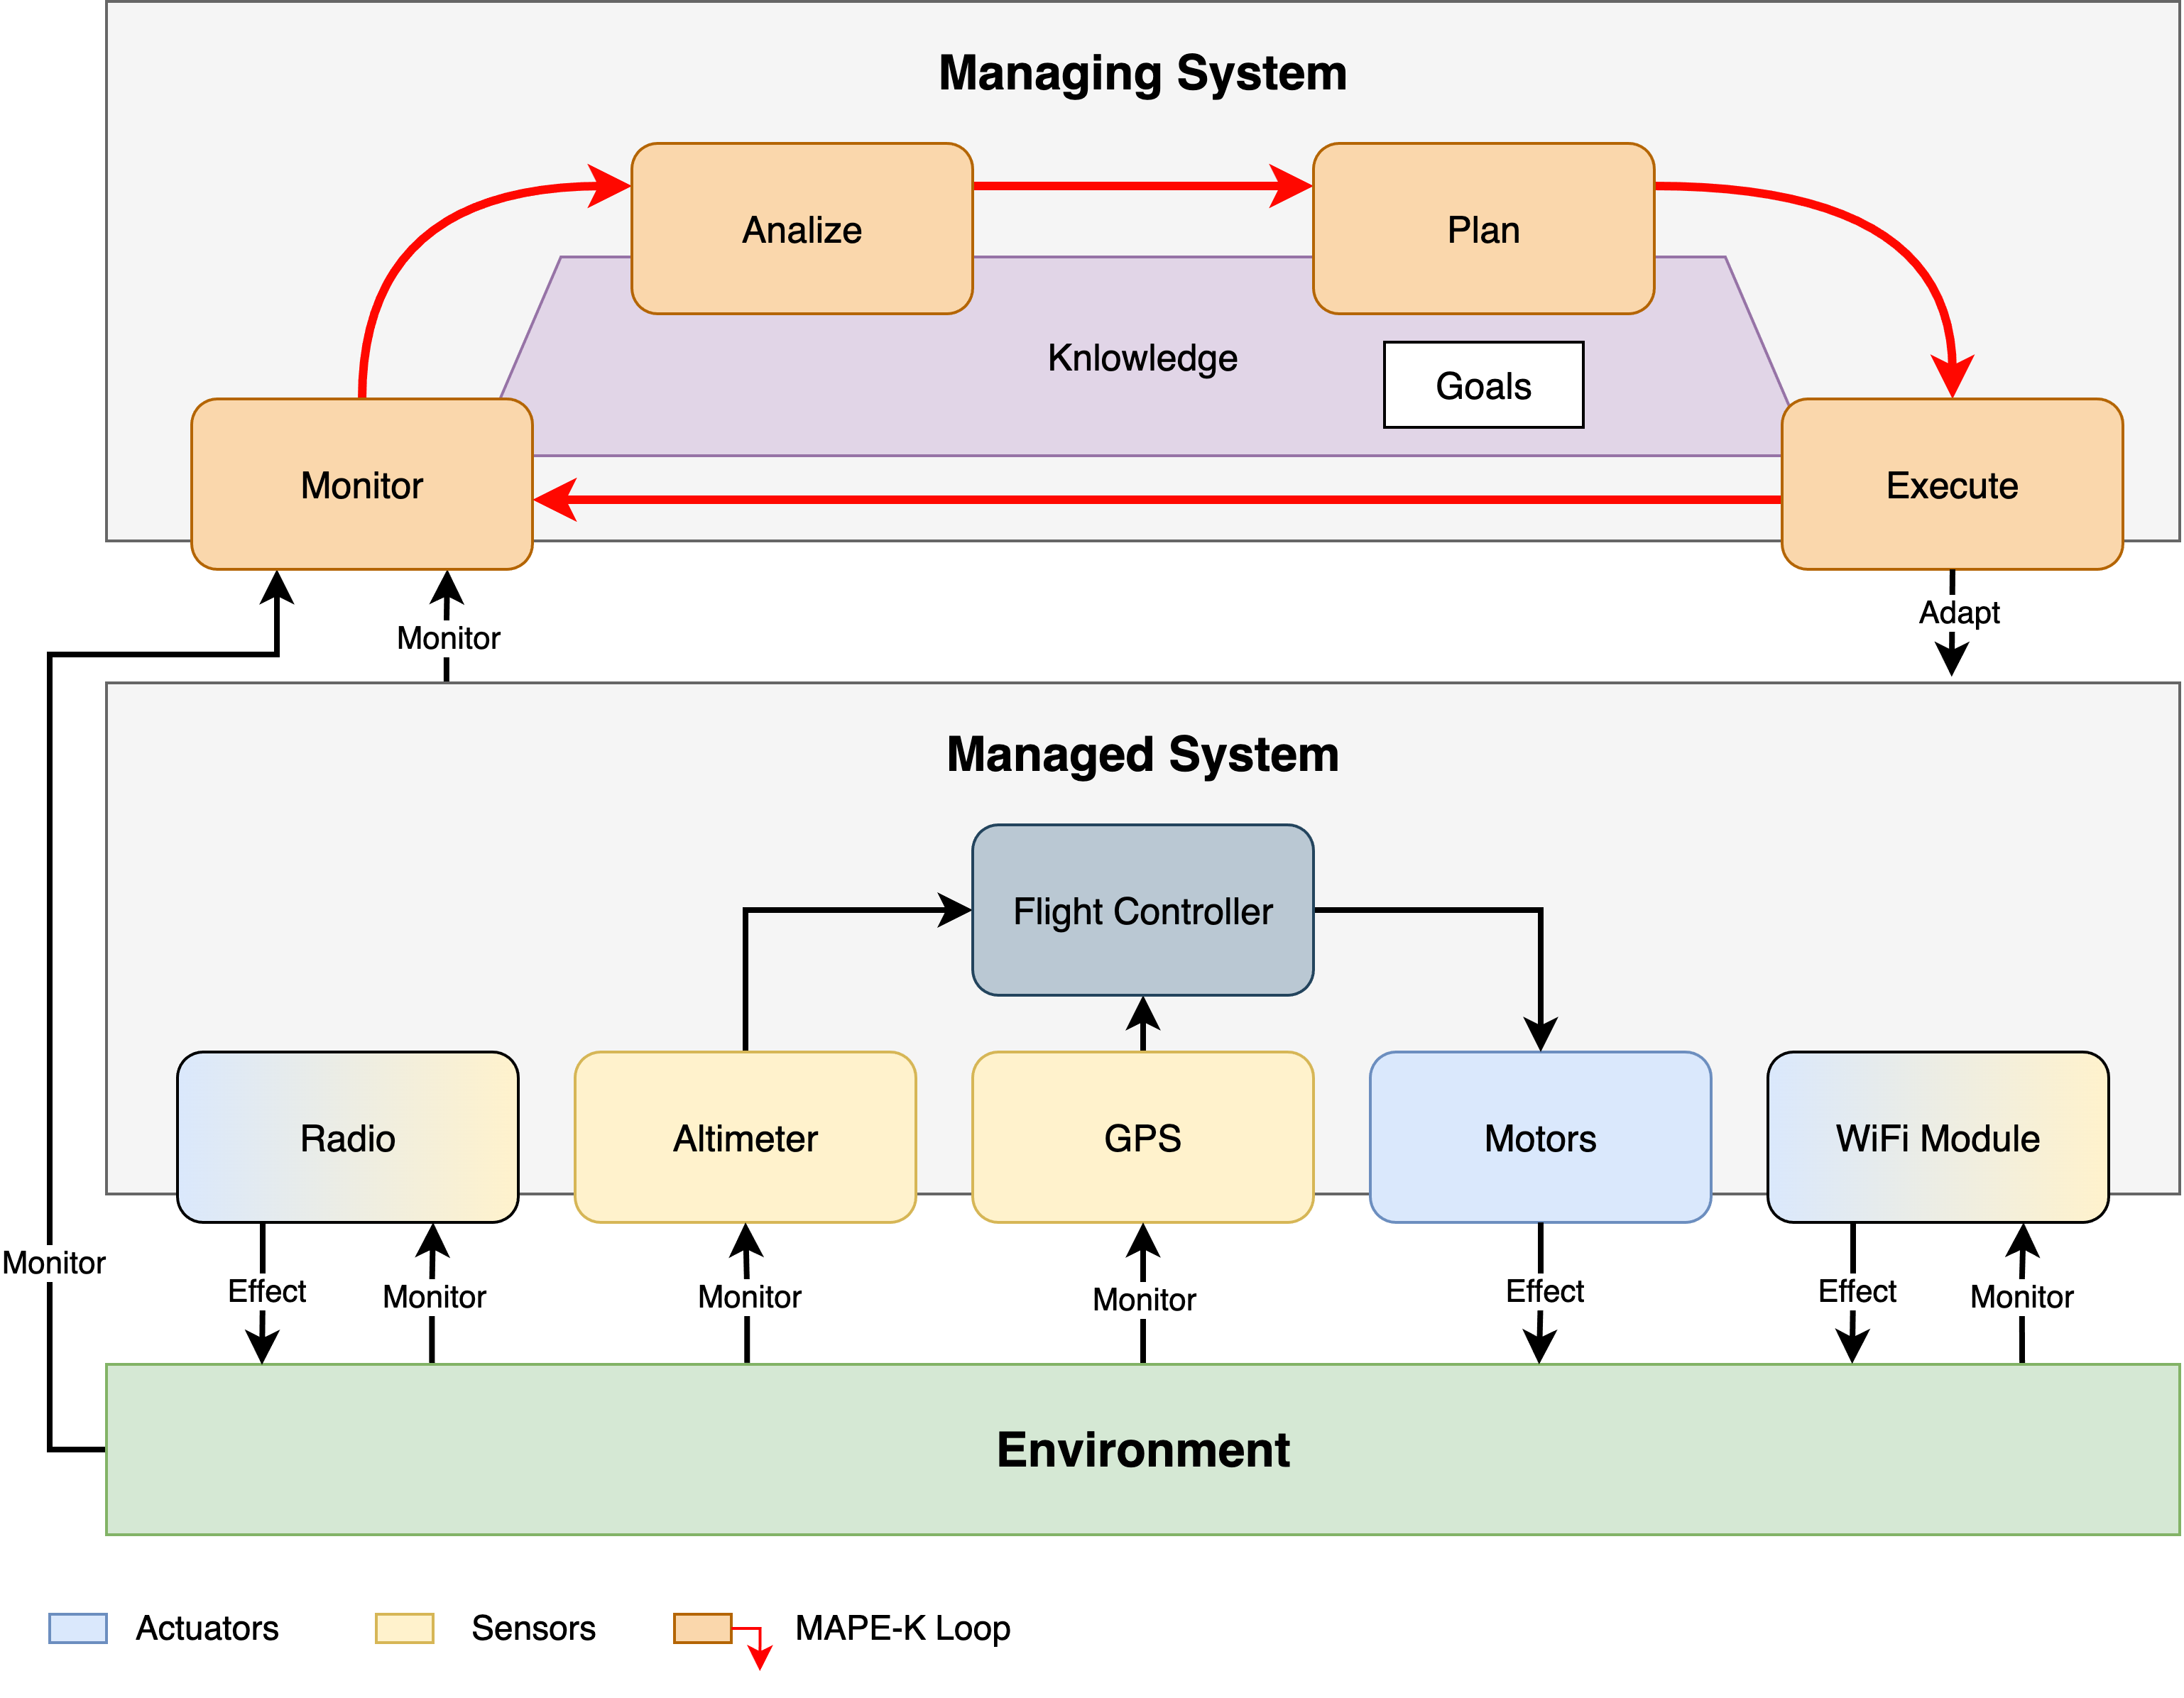 Managing System
Analize
Plan
Knlowledge
Goals
Monitor
Execute
Monitor
Adapt
Managed System
Flight Controller
Radio
Altimeter
GPS
Motors
WiFi Module
Monitor
Effect
Monitor
Monitor
Monitor
Effect
Effect
Monitor
Environment
Actuators
Sensors
MAPE-K Loop